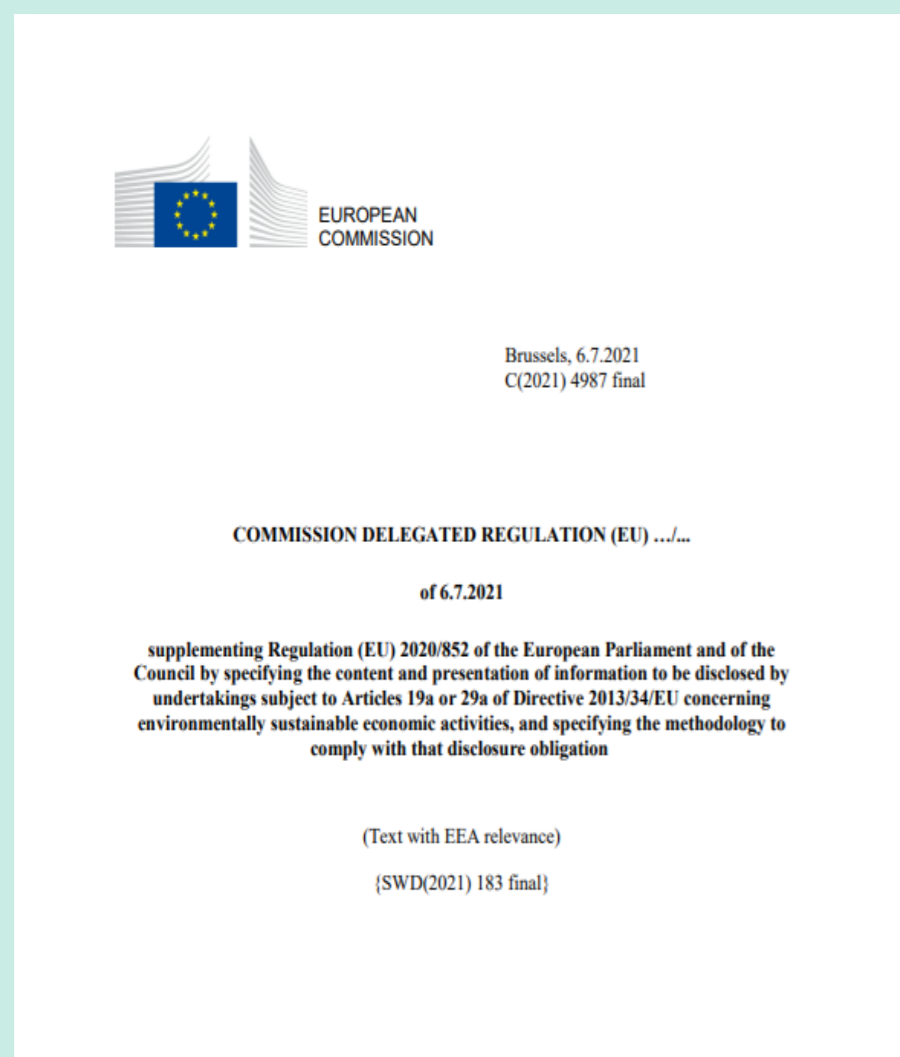 EUROPEAN
COMMISSION
Brussels, 6.7.2021
C(2021) 4987 final
COMMISSION DELEGATED REGULATION (EU) …/...
of 6.7.2021
supplementing Regulation (EU) 2020/852 of the European Parliament and of the
Council by specifying the content and presentation of information to be disclosed by
undertakings subject to Articles 19a or 29a of Directive 2013/34/EU concerning
environmentally sustainable economic activities, and specifying the methodology to
comply with that disclosure obligation
(Text with EEA relevance)
{SWD(2021) 183 final}